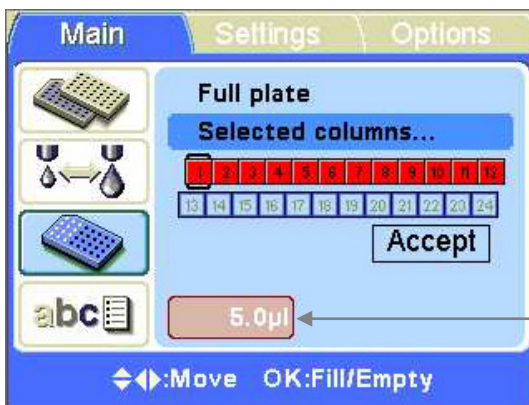 Main Settings Options
Full plate
Selected columns...
1 2 3 4 5 6 7 8 9 10 11 12
13 14 15 16 17 18 19 20 21 22 23 24
Accept
abc
5.0µl
:Move OK:Fill/Empty